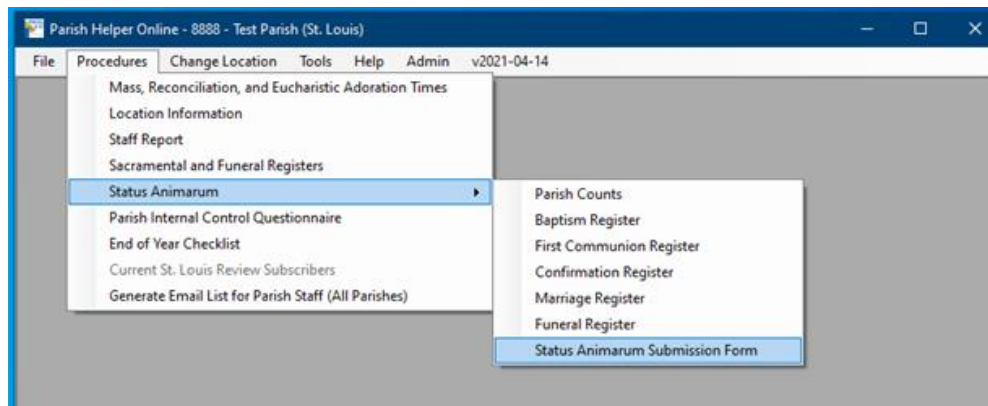 Parish Helper Online - 8888 - Test Parish (St. Louis)
File Procedures Change Location Tools Help Admin v2021-04-14
Mass, Reconciliation, and Eucharistic Adoration Times
Location Information
Staff Report
Sacramental and Funeral Registers
Status Animarum
Parish Internal Control Questionnaire
End of Year Checklist
Current St. Louis Review Subscribers
Generate Email List for Parish Staff (All Parishes)
Parish Counts
Baptism Register
First Communion Register
Confirmation Register
Marriage Register
Funeral Register
Status Animarum Submission Form